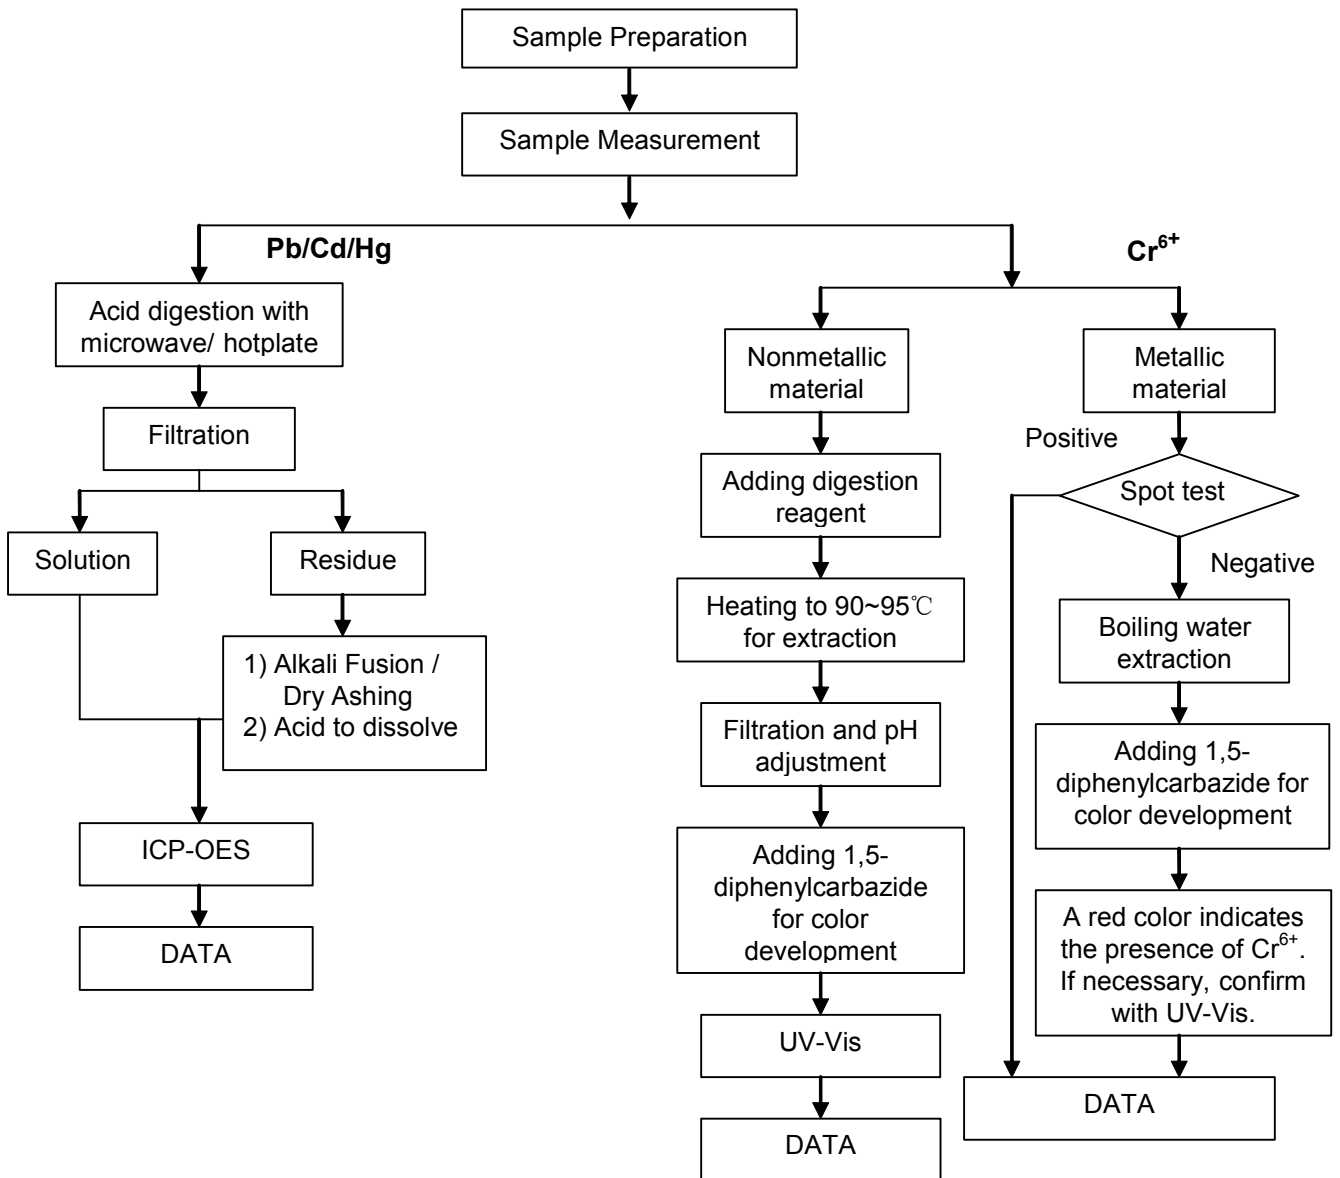 Sample Preparation
Sample Measurement
Pb/Cd/Hg
Acid digestion with
microwave/ hotplate
Filtration
Solution
Residue
1) Alkali Fusion /
Dry Ashing
2) Acid to dissolve
ICP-OES
DATA
Cr⁶⁺
Nonmetallic
material
Adding digestion
reagent
Heating to 90~95℃
for extraction
Filtration and pH
adjustment
Adding 1,5-
diphenylcarbazide
for color
development
UV-Vis
DATA
Metallic
material
Positive
Spot test
Negative
Boiling water
extraction
Adding 1,5-
diphenylcarbazide for
color development
A red color indicates
the presence of Cr⁶⁺.
If necessary, confirm
with UV-Vis.
DATA